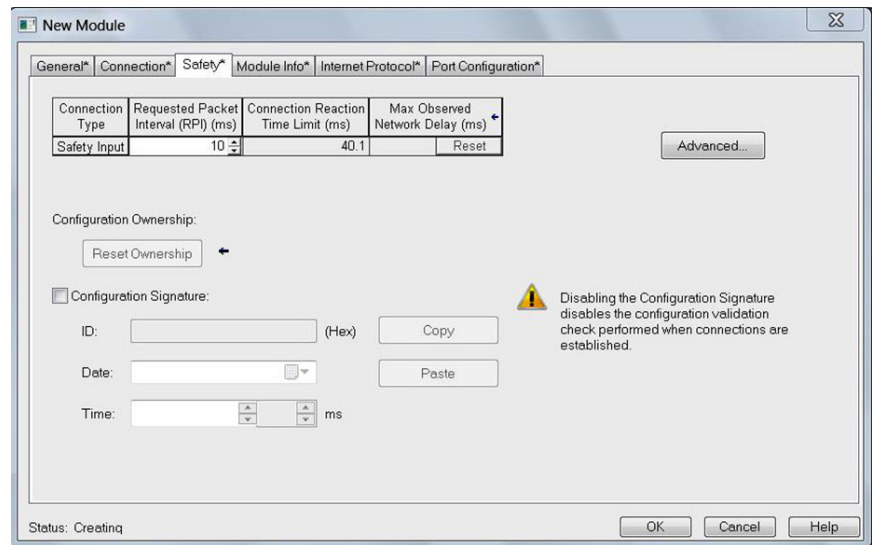 New Module
General* Connection* Safety* Module Info* Internet Protocol* Port Configuration*
Connection Type Requested Packet Interval (RPI) (ms) Connection Reaction Time Limit (ms) Max Observed Network Delay (ms)
Safety Input 10 40.1 Reset
Advanced...
Configuration Ownership:
Reset Ownership
Configuration Signature:
ID: (Hex) Copy
Date: Paste
Time: ms
Disabling the Configuration Signature
disables the configuration validation
check performed when connections are
established.
Status: Creating
OK Cancel Help